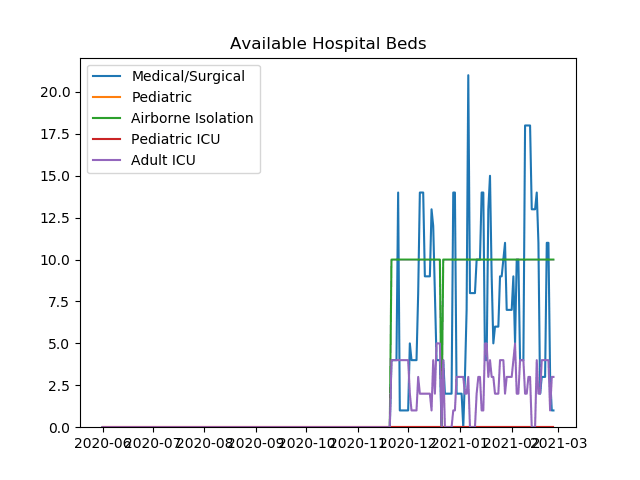 Available Hospital Beds
Medical/Surgical
Pediatric
Airborne Isolation
Pediatric ICU
Adult ICU
20.0
17.5
15.0
12.5
10.0
7.5
5.0
2.5
0.0
2020-06 2020-07 2020-08 2020-09 2020-10 2020-11 2020-12 2021-01 2021-02 2021-03